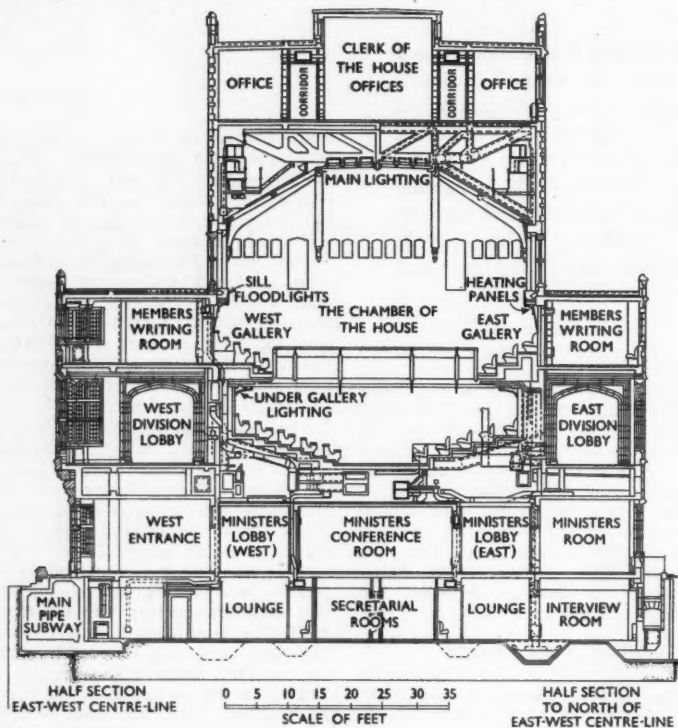 CLERK OF
THE HOUSE
OFFICES
OFFICE
CORRIDOR
CORRIDOR
OFFICE
MAIN LIGHTING
SILL
FLOODLIGHTS
HEATING
PANELS
MEMBERS
WRITING
ROOM
WEST
GALLERY
THE CHAMBER OF
THE HOUSE
EAST
GALLERY
MEMBERS
WRITING
ROOM
WEST
DIVISION
LOBBY
UNDER GALLERY
LIGHTING
EAST
DIVISION
LOBBY
WEST
ENTRANCE
MINISTERS
LOBBY
(WEST)
MINISTERS
CONFERENCE
ROOM
MINISTERS
LOBBY
(EAST)
MINISTERS
ROOM
MAIN
PIPE
SUBWAY
LOUNGE
SECRETARIAL
ROOMS
LOUNGE
INTERVIEW
ROOM
HALF SECTION
EAST-WEST CENTRE-LINE
0 5 10 15 20 25 30 35
SCALE OF FEET
HALF SECTION
TO NORTH OF
EAST-WEST CENTRE-LINE